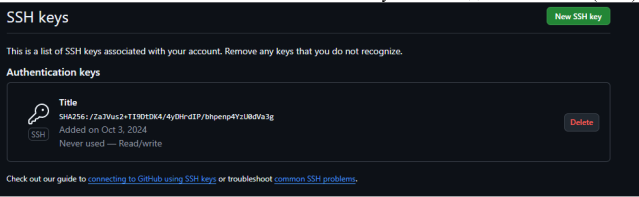 SSH keys
New SSH key
This is a list of SSH keys associated with your account. Remove any keys that you do not recognize.
Authentication keys
Title
SHA256:/ZaJVus2+TI9DtDK4/4yDHrdIP/bhpenp4YzU0dVa3g
Added on Oct 3, 2024
Never used — Read/write
SSH
Delete
Check out our guide to connecting to GitHub using SSH keys or troubleshoot common SSH problems.